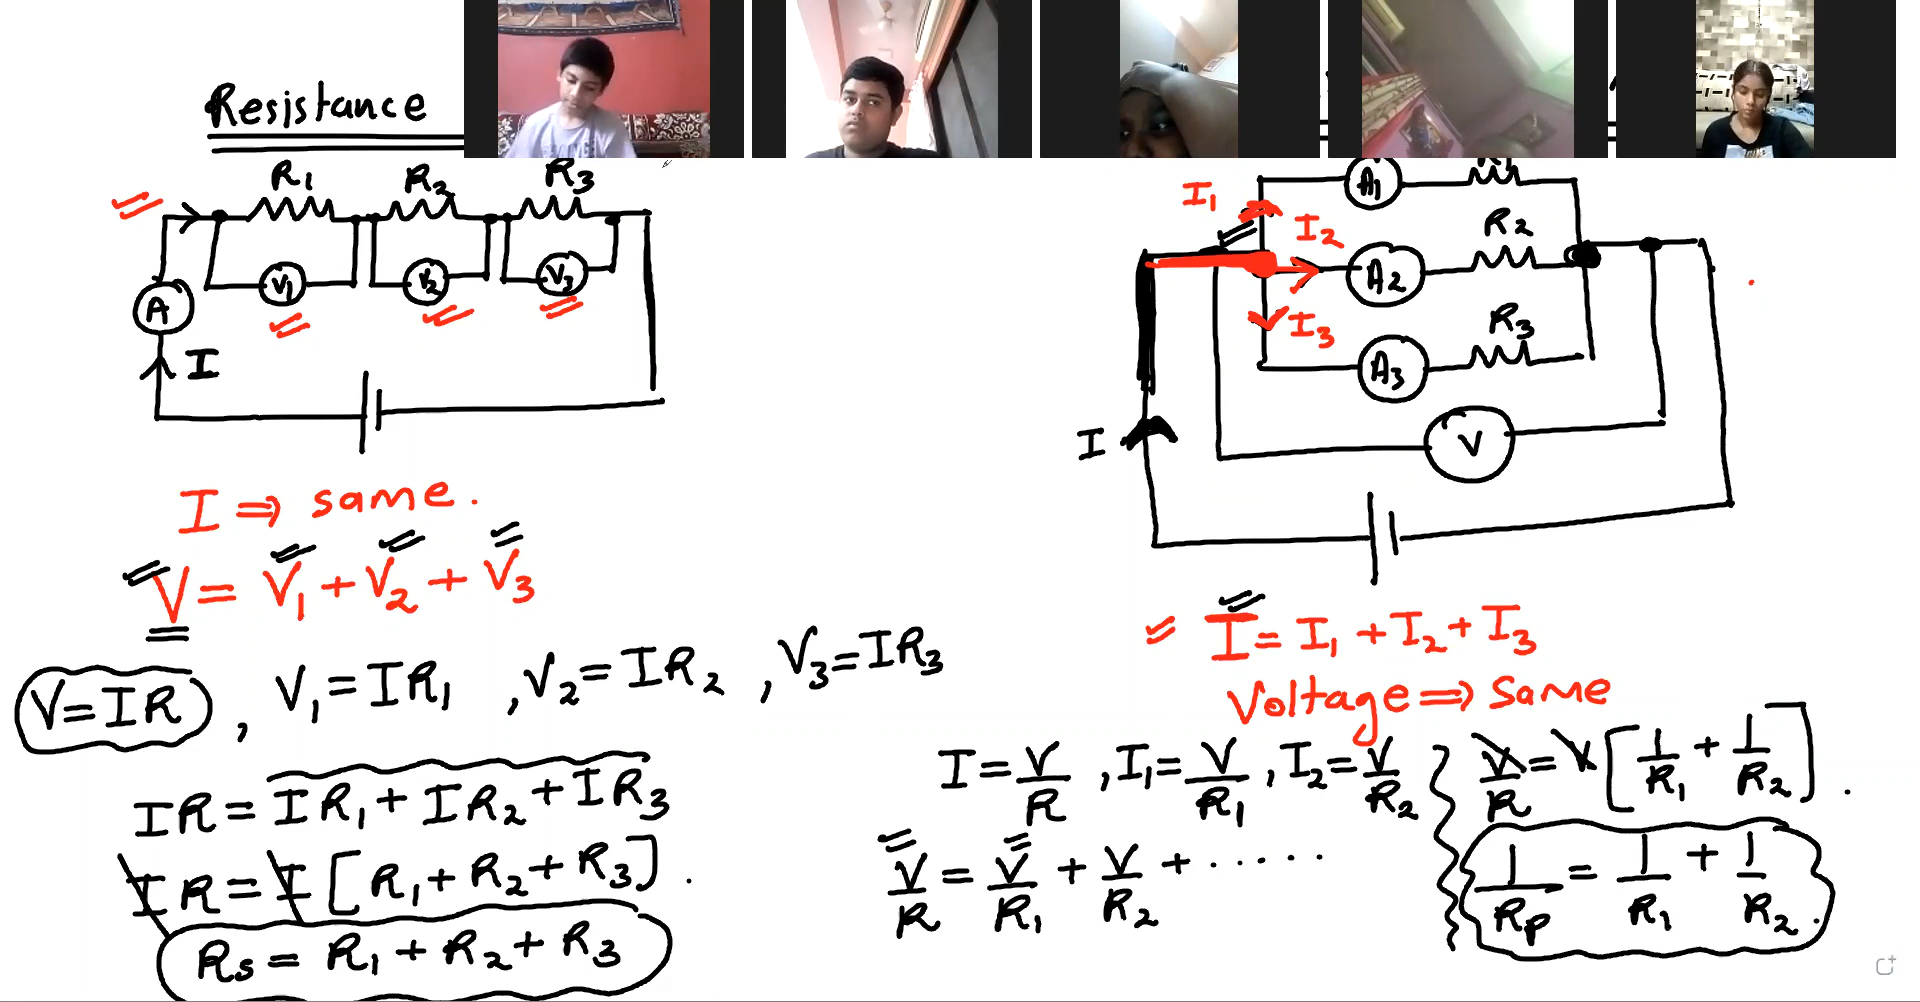 Resistance
R1 R2 R3
V1 V2 V3
A
I
I ⇒ same.
V = V1 + V2 + V3
V=IR, V1=IR1, V2=IR2, V3=IR3
IR = IR1 + IR2 + IR3
IR = I [R1 + R2 + R3].
Rs = R1 + R2 + R3
I1 A1 R1
I2 A2 R2
I3 A3 R3
I V
I = I1 + I2 + I3
Voltage ⇒ Same
I = V/R, I1 = V/R1, I2 = V/R2
V/R = V/R1 + V/R2 + ......
V/R = V [1/R1 + 1/R2].
1/Rp = 1/R1 + 1/R2.